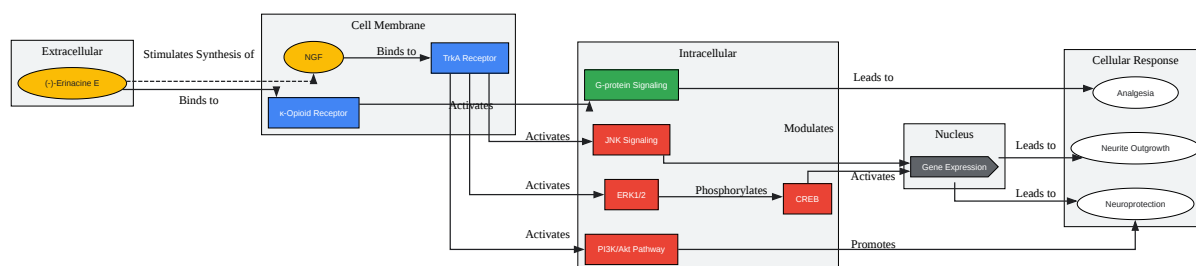 Extracellular
(-)-Erinacine E
Stimulates Synthesis of
Binds to
Cell Membrane
NGF
Binds to
TrkA Receptor
κ-Opioid Receptor
Activates
Activates
Activates
Activates
Intracellular
G-protein Signaling
JNK Signaling
ERK1/2
Phosphorylates
CREB
PI3K/Akt Pathway
Leads to
Modulates
Activates
Promotes
Nucleus
Gene Expression
Leads to
Leads to
Cellular Response
Analgesia
Neurite Outgrowth
Neuroprotection